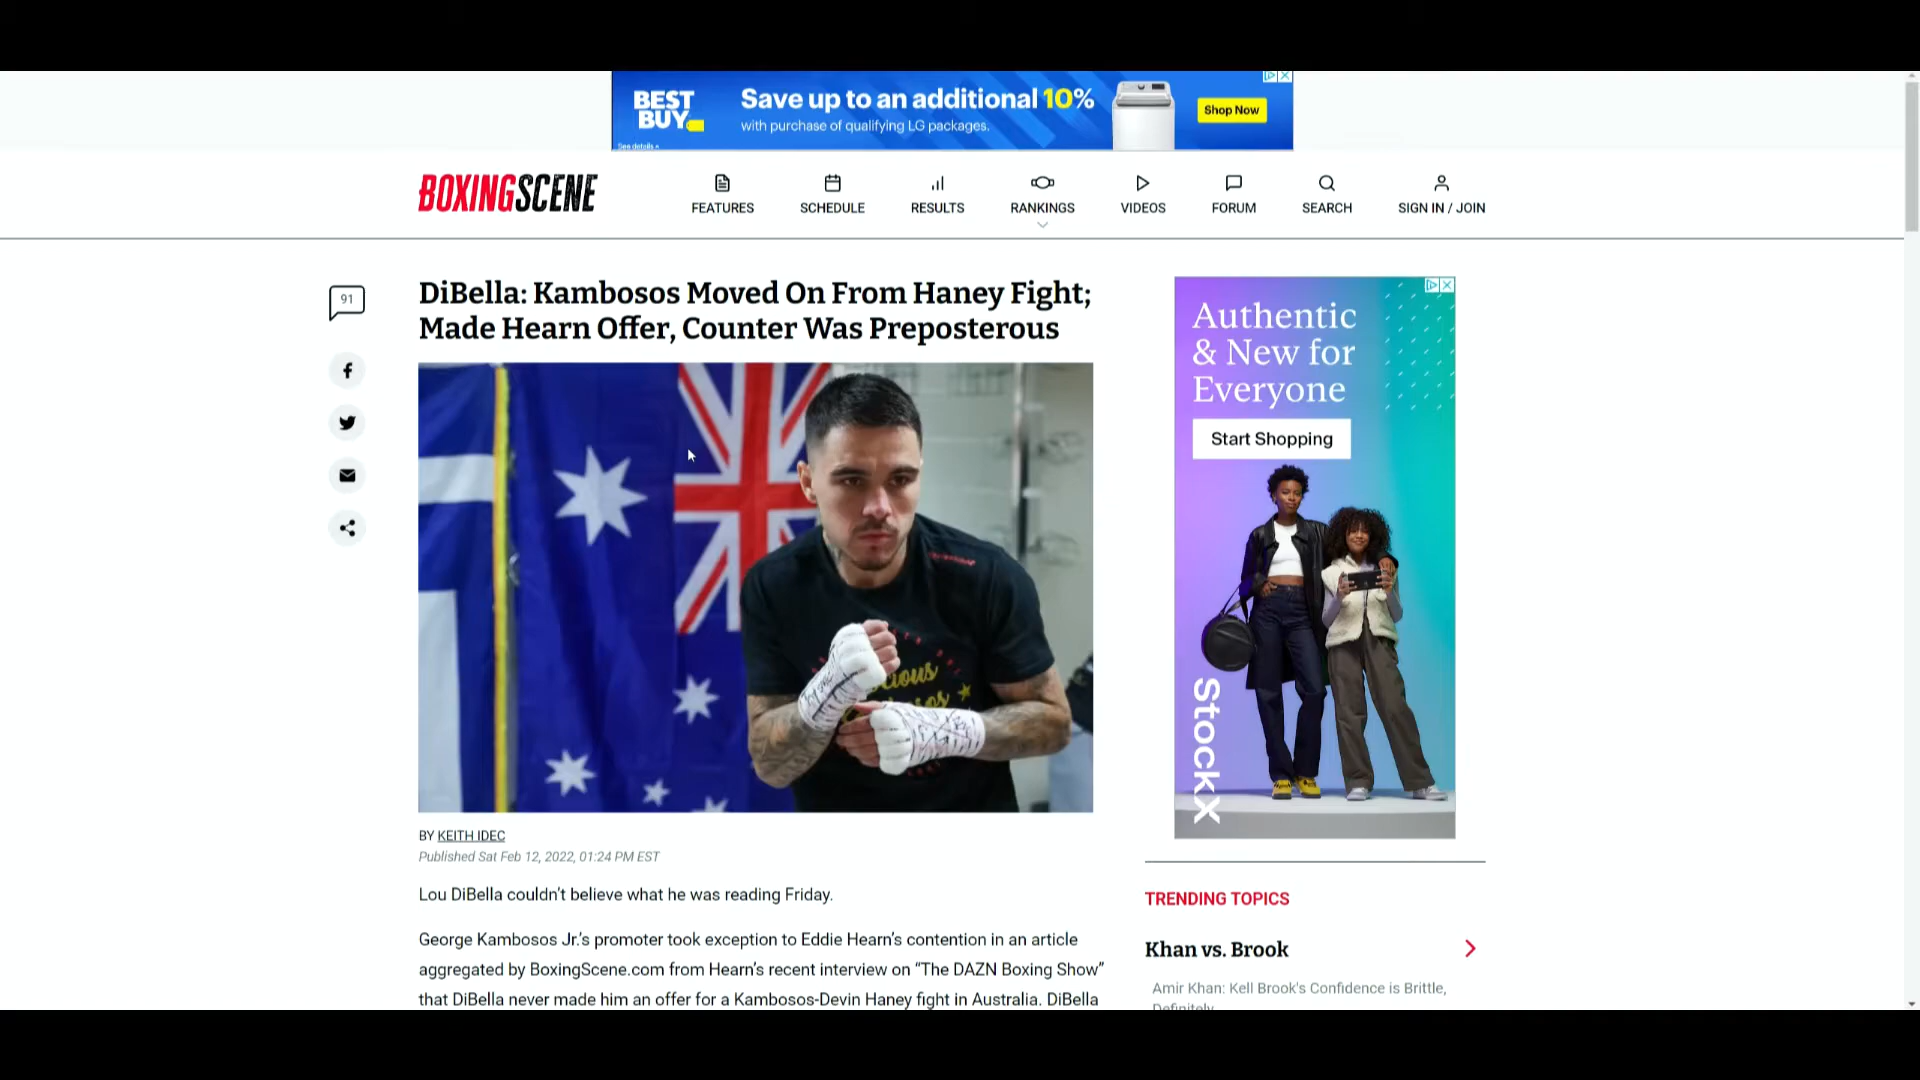 BEST
BUY
Save up to an additional 10%
with purchase of qualifying LG packages.
Shop Now
See details
BOXINGSCENE
FEATURES
SCHEDULE
RESULTS
RANKINGS
VIDEOS
FORUM
SEARCH
SIGN IN / JOIN
91
DiBella: Kambosos Moved On From Haney Fight;
Made Hearn Offer, Counter Was Preposterous
BY KEITH IDEC
Published Sat Feb 12, 2022, 01:24 PM EST
Lou DiBella couldn't believe what he was reading Friday.
George Kambosos Jr.'s promoter took exception to Eddie Hearn's contention in an article
aggregated by BoxingScene.com from Hearn's recent interview on “The DAZN Boxing Show”
that DiBella never made him an offer for a Kambosos-Devin Haney fight in Australia. DiBella
Authentic
& New for
Everyone
Start Shopping
StockX
TRENDING TOPICS
Khan vs. Brook
Amir Khan: Kell Brook's Confidence is Brittle,
Definitely